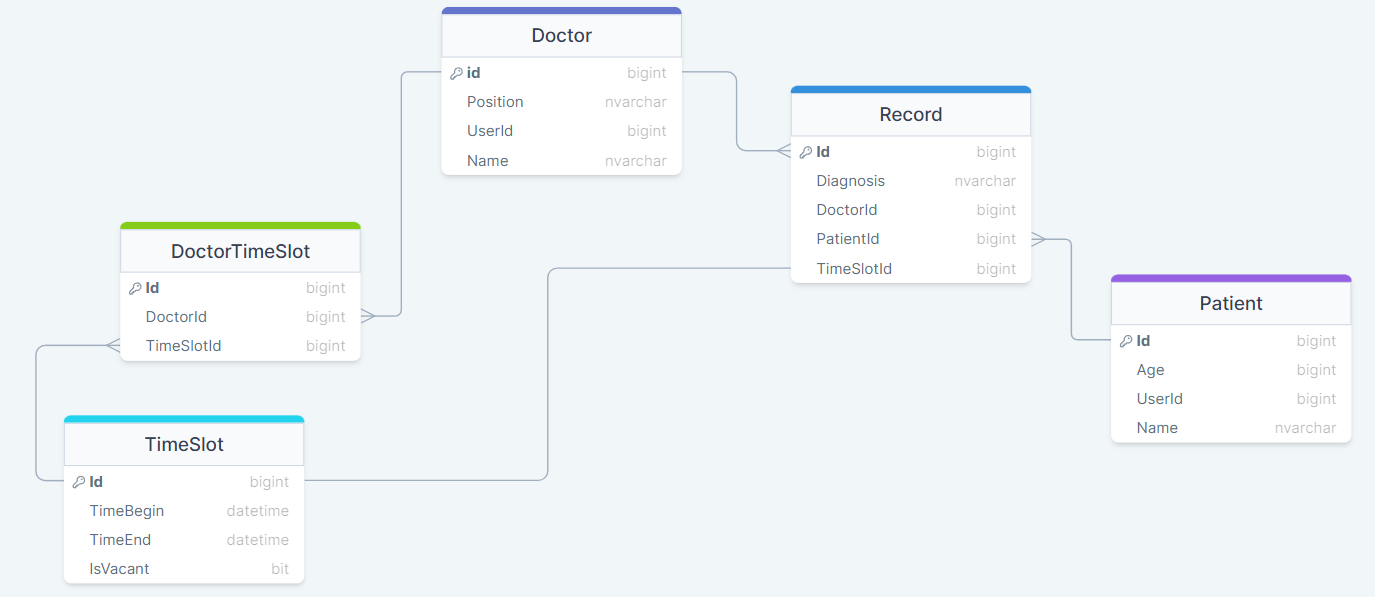 Doctor
id bigint
Position nvarchar
UserId bigint
Name nvarchar
Record
Id bigint
Diagnosis nvarchar
DoctorId bigint
PatientId bigint
TimeSlotId bigint
DoctorTimeSlot
Id bigint
DoctorId bigint
TimeSlotId bigint
Patient
Id bigint
Age bigint
UserId bigint
Name nvarchar
TimeSlot
Id bigint
TimeBegin datetime
TimeEnd datetime
IsVacant bit